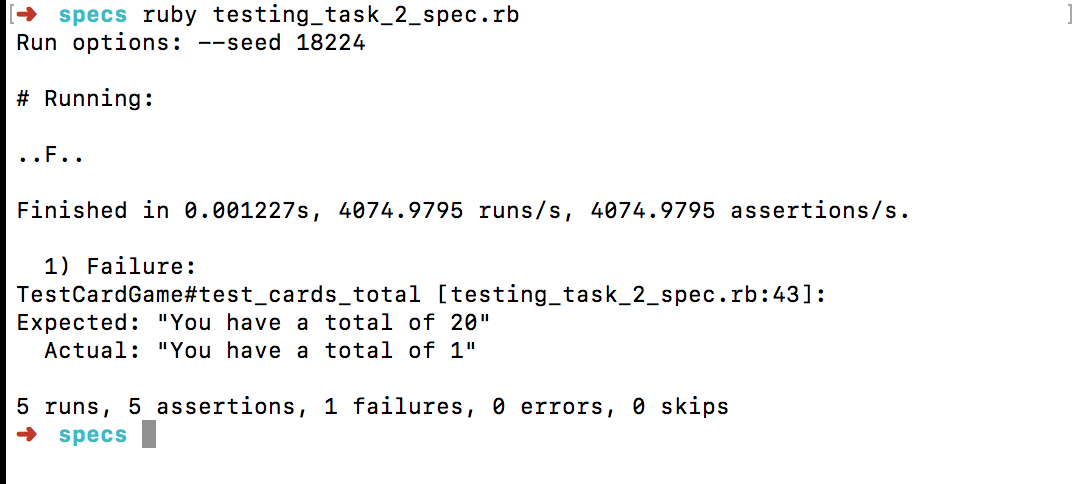 [➜  specs ruby testing_task_2_spec.rb ]
Run options: --seed 18224
# Running:
..F..
Finished in 0.001227s, 4074.9795 runs/s, 4074.9795 assertions/s.
  1) Failure:
TestCardGame#test_cards_total [testing_task_2_spec.rb:43]:
Expected: "You have a total of 20"
  Actual: "You have a total of 1"
5 runs, 5 assertions, 1 failures, 0 errors, 0 skips
➜  specs